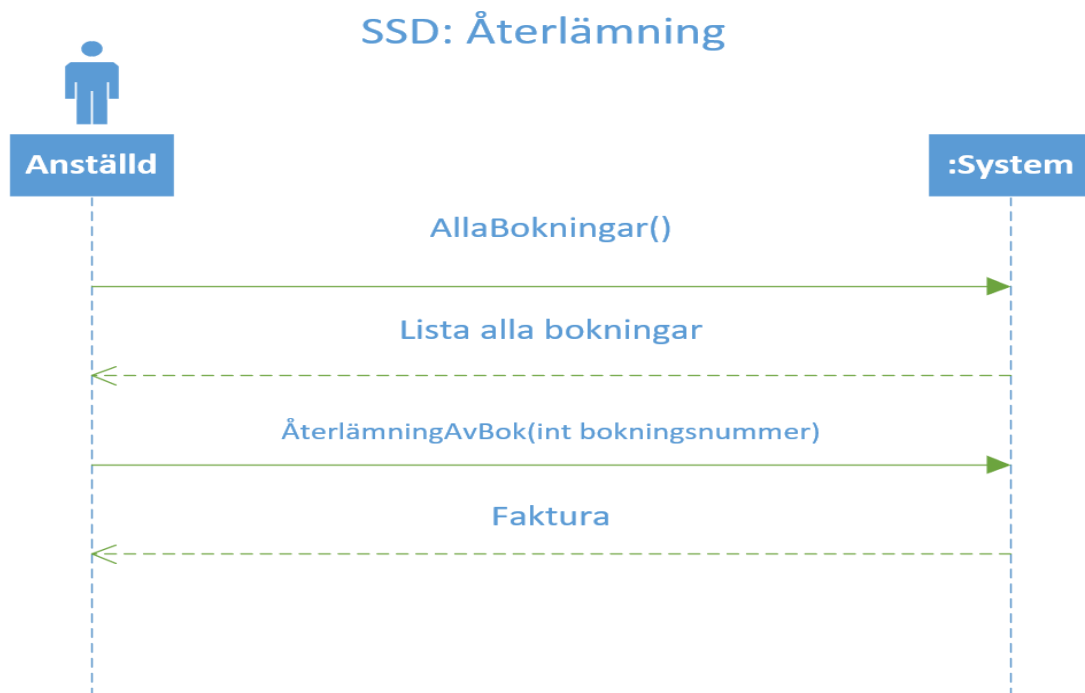 SSD: Återlämning
Anställd
:System
AllaBokningar()
Lista alla bokningar
ÅterlämningAvBok(int bokningsnummer)
Faktura